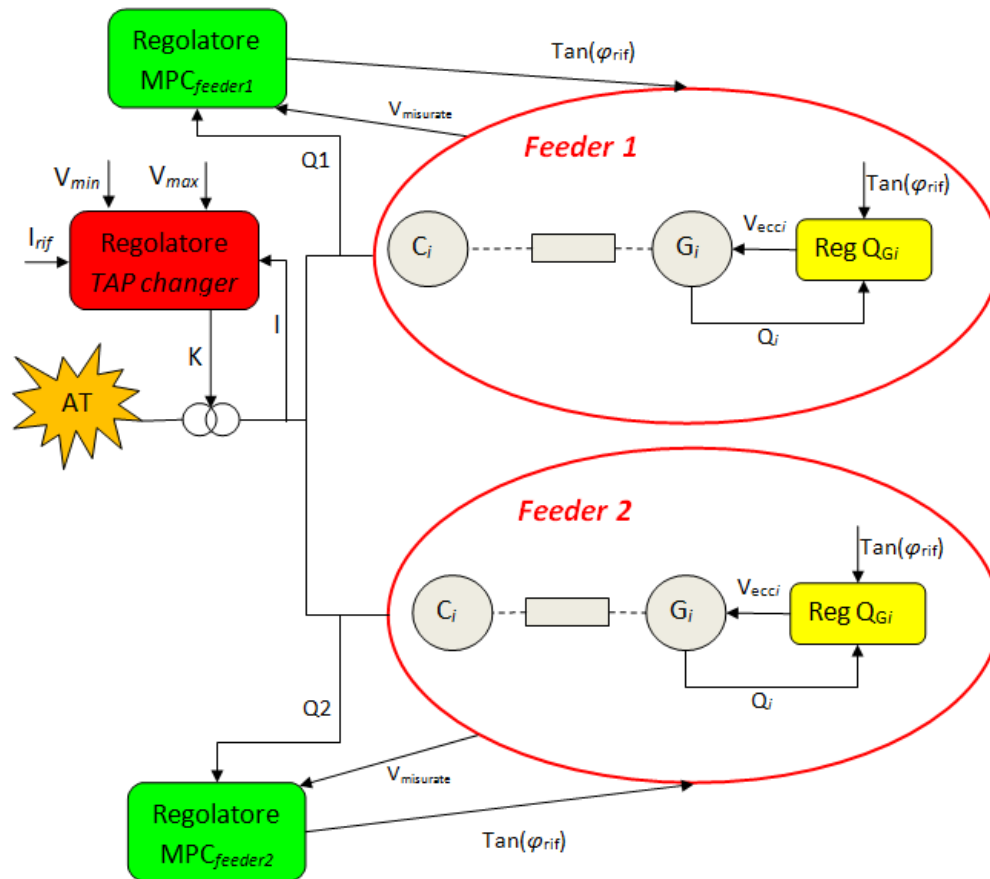 Regolatore
MPCfeeder1
Tan(φrif)
Vmisurate
Q1
Feeder 1
Vmin
Vmax
Irif
Regolatore
TAP changer
I
K
AT
Ci
Gi
Vecci
Tan(φrif)
Reg QGi
Qi
Feeder 2
Ci
Gi
Vecci
Tan(φrif)
Reg QGi
Qi
Q2
Vmisurate
Regolatore
MPCfeeder2
Tan(φrif)